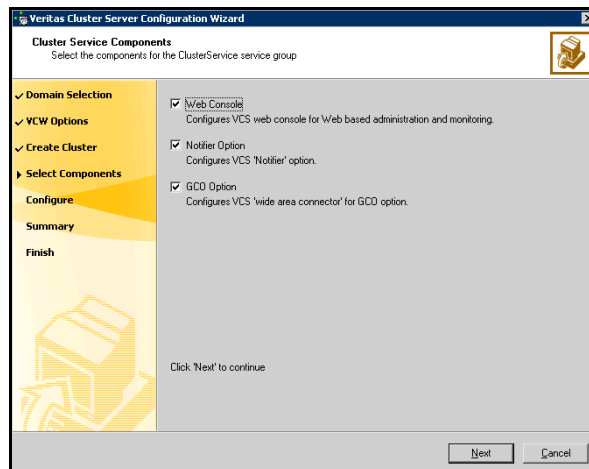 Veritas Cluster Server Configuration Wizard
Cluster Service Components
Select the components for the ClusterService service group
Domain Selection
VCW Options
Create Cluster
Select Components
Configure
Summary
Finish
Web Console
Configures VCS web console for Web based administration and monitoring.
Notifier Option
Configures VCS 'Notifier' option.
GCO Option
Configures VCS 'wide area connector' for GCO option.
Click 'Next' to continue
Next
Cancel